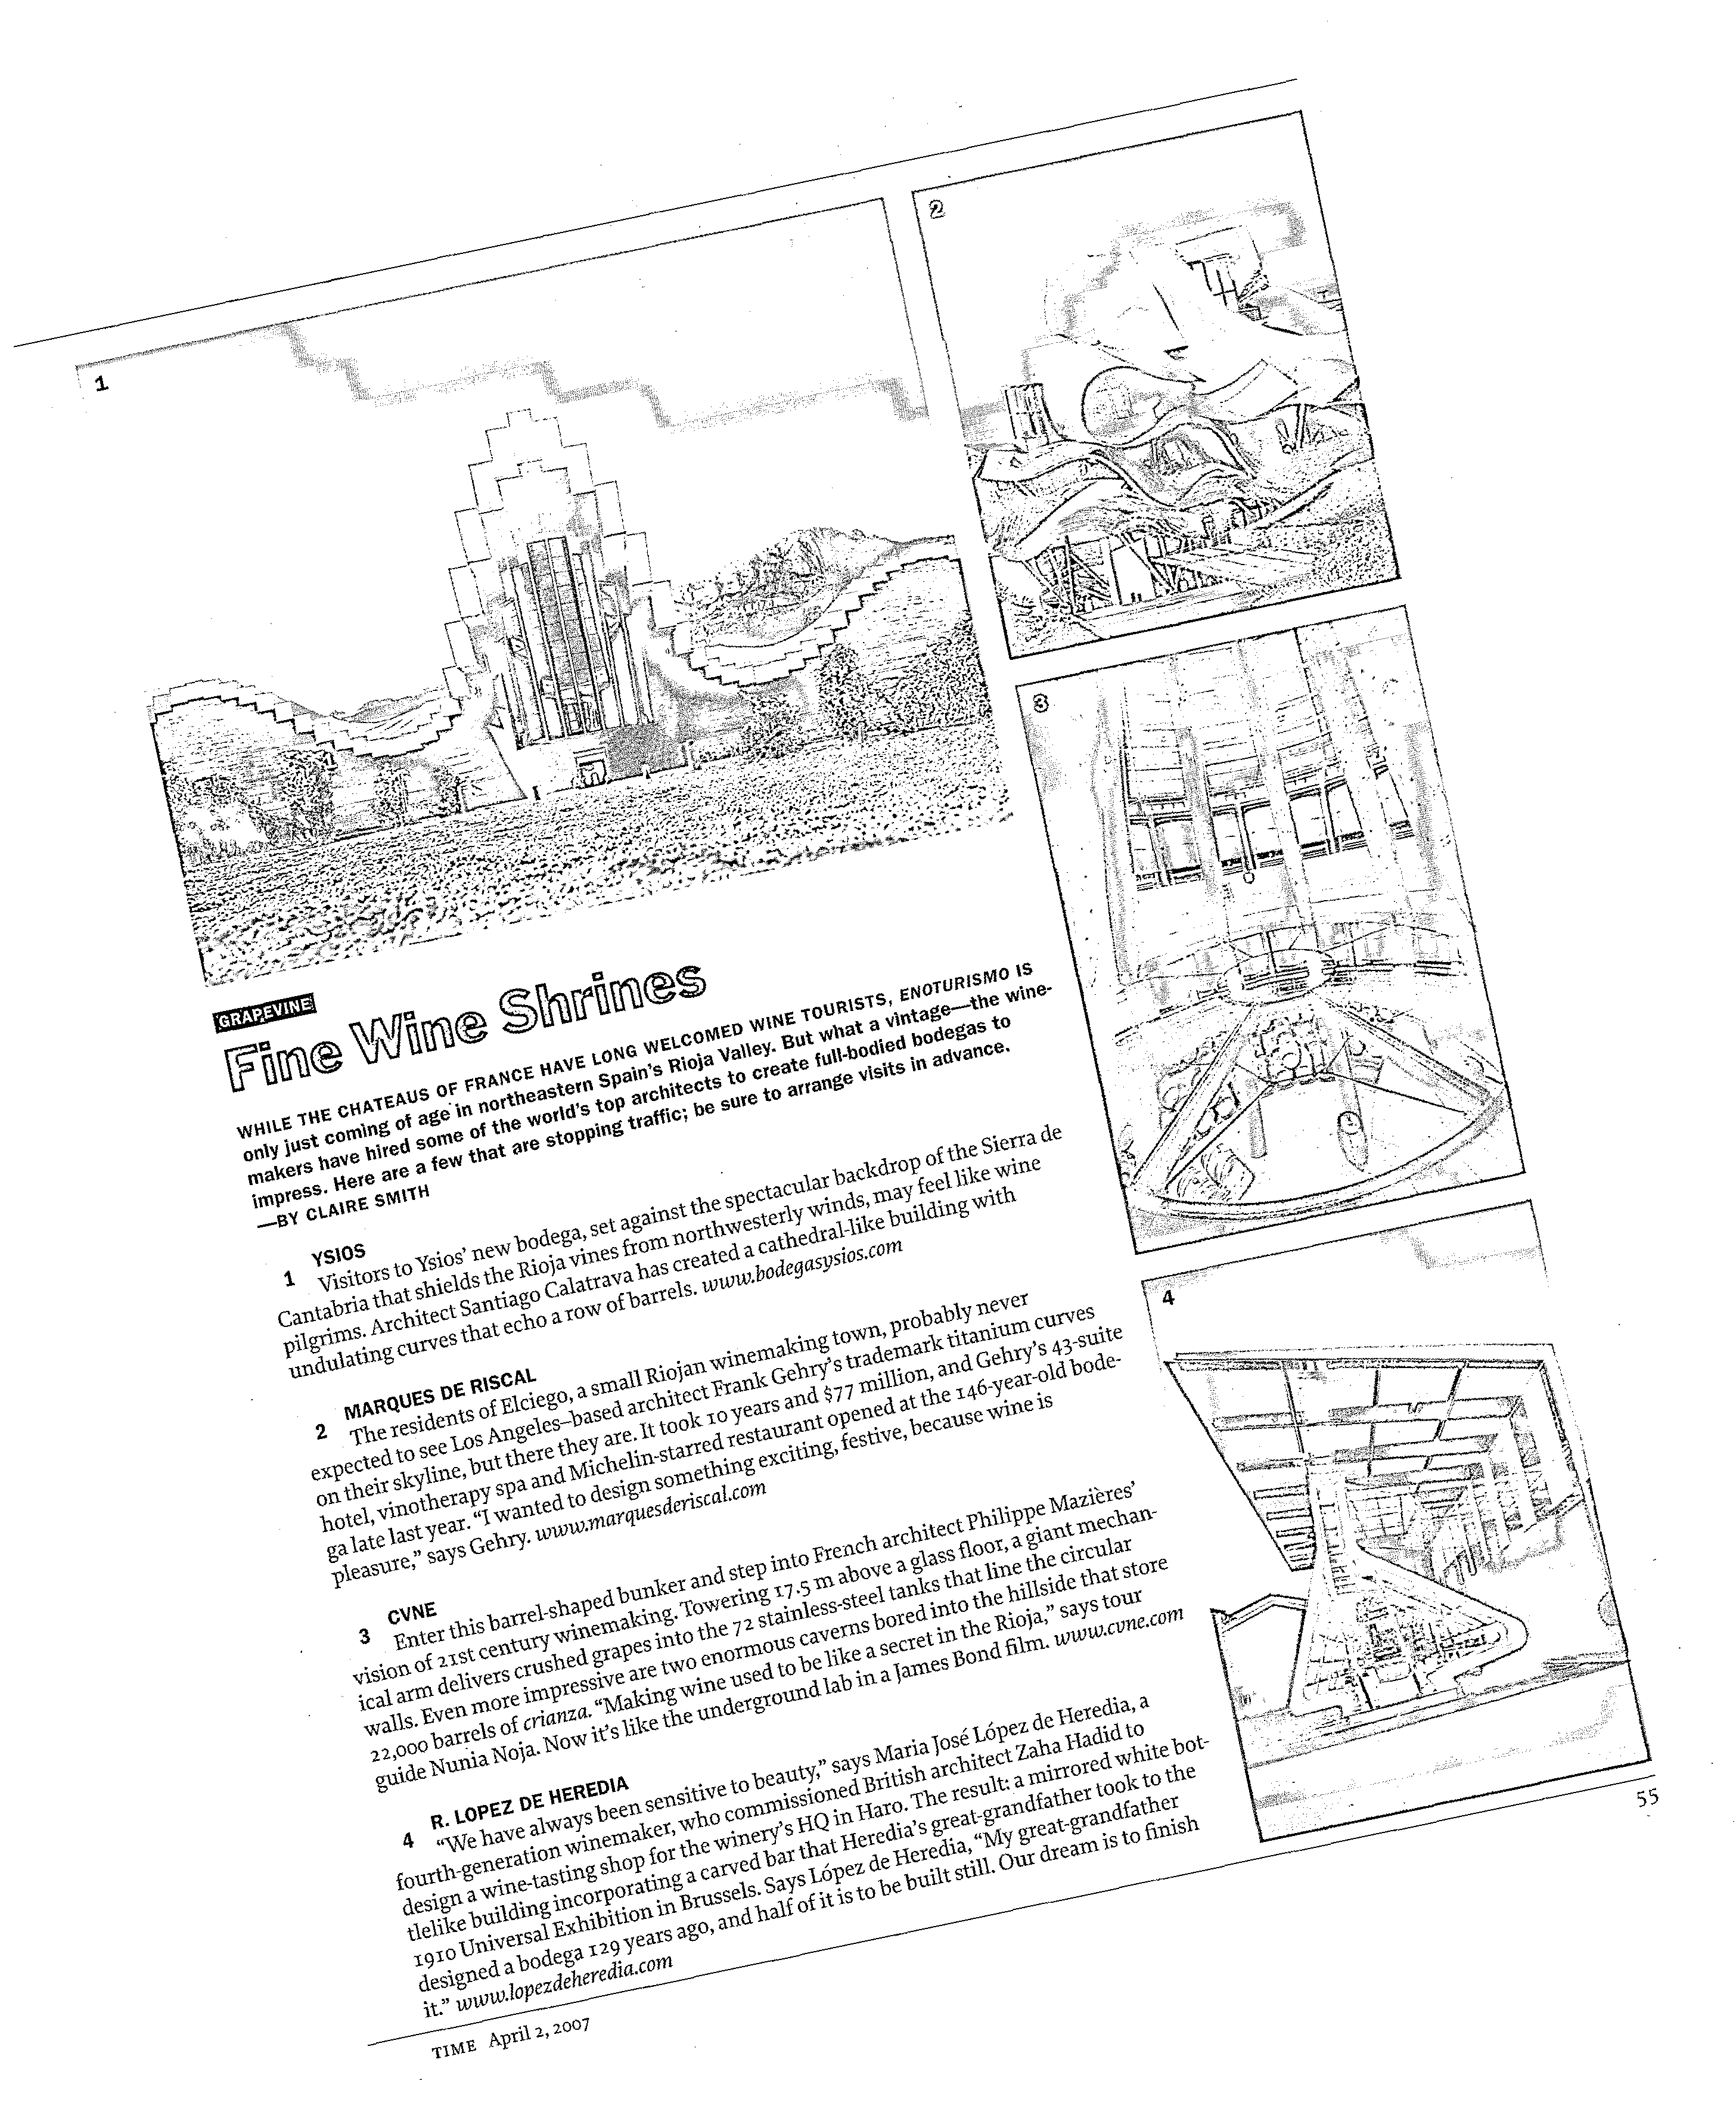 1
2
3
4
GRAPEVINE
Fine Wine Shrines
WHILE THE CHATEAUS OF FRANCE HAVE LONG WELCOMED WINE TOURISTS, ENOTURISMO IS
only just coming of age in northeastern Spain's Rioja Valley. But what a vintage—the wine-
makers have hired some of the world's top architects to create full-bodied bodegas to
impress. Here are a few that are stopping traffic; be sure to arrange visits in advance.
—BY CLAIRE SMITH
YSIOS
1 Visitors to Ysios' new bodega, set against the spectacular backdrop of the Sierra de
Cantabria that shields the Rioja vines from northwesterly winds, may feel like wine
pilgrims. Architect Santiago Calatrava has created a cathedral-like building with
undulating curves that echo a row of barrels. www.bodegasysios.com
MARQUES DE RISCAL
2 The residents of Elciego, a small Riojan winemaking town, probably never
expected to see Los Angeles–based architect Frank Gehry's trademark titanium curves
on their skyline, but there they are. It took 10 years and $77 million, and Gehry's 43-suite
hotel, vinotherapy spa and Michelin-starred restaurant opened at the 146-year-old bode-
ga late last year. “I wanted to design something exciting, festive, because wine is
pleasure,” says Gehry. www.marquesderiscal.com
CVNE
3 Enter this barrel-shaped bunker and step into French architect Philippe Mazières'
vision of 21st century winemaking. Towering 17.5 m above a glass floor, a giant mechan-
ical arm delivers crushed grapes into the 72 stainless-steel tanks that line the circular
walls. Even more impressive are two enormous caverns bored into the hillside that store
22,000 barrels of crianza. “Making wine used to be like a secret in the Rioja,” says tour
guide Nunia Noja. Now it's like the underground lab in a James Bond film. www.cvne.com
R. LOPEZ DE HEREDIA
4 “We have always been sensitive to beauty,” says Maria José López de Heredia, a
fourth-generation winemaker, who commissioned British architect Zaha Hadid to
design a wine-tasting shop for the winery's HQ in Haro. The result: a mirrored white bot-
tlelike building incorporating a carved bar that Heredia's great-grandfather took to the
1910 Universal Exhibition in Brussels. Says López de Heredia, “My great-grandfather
designed a bodega 129 years ago, and half of it is to be built still. Our dream is to finish
it.” www.lopezdeheredia.com
TIME April 2, 2007
55